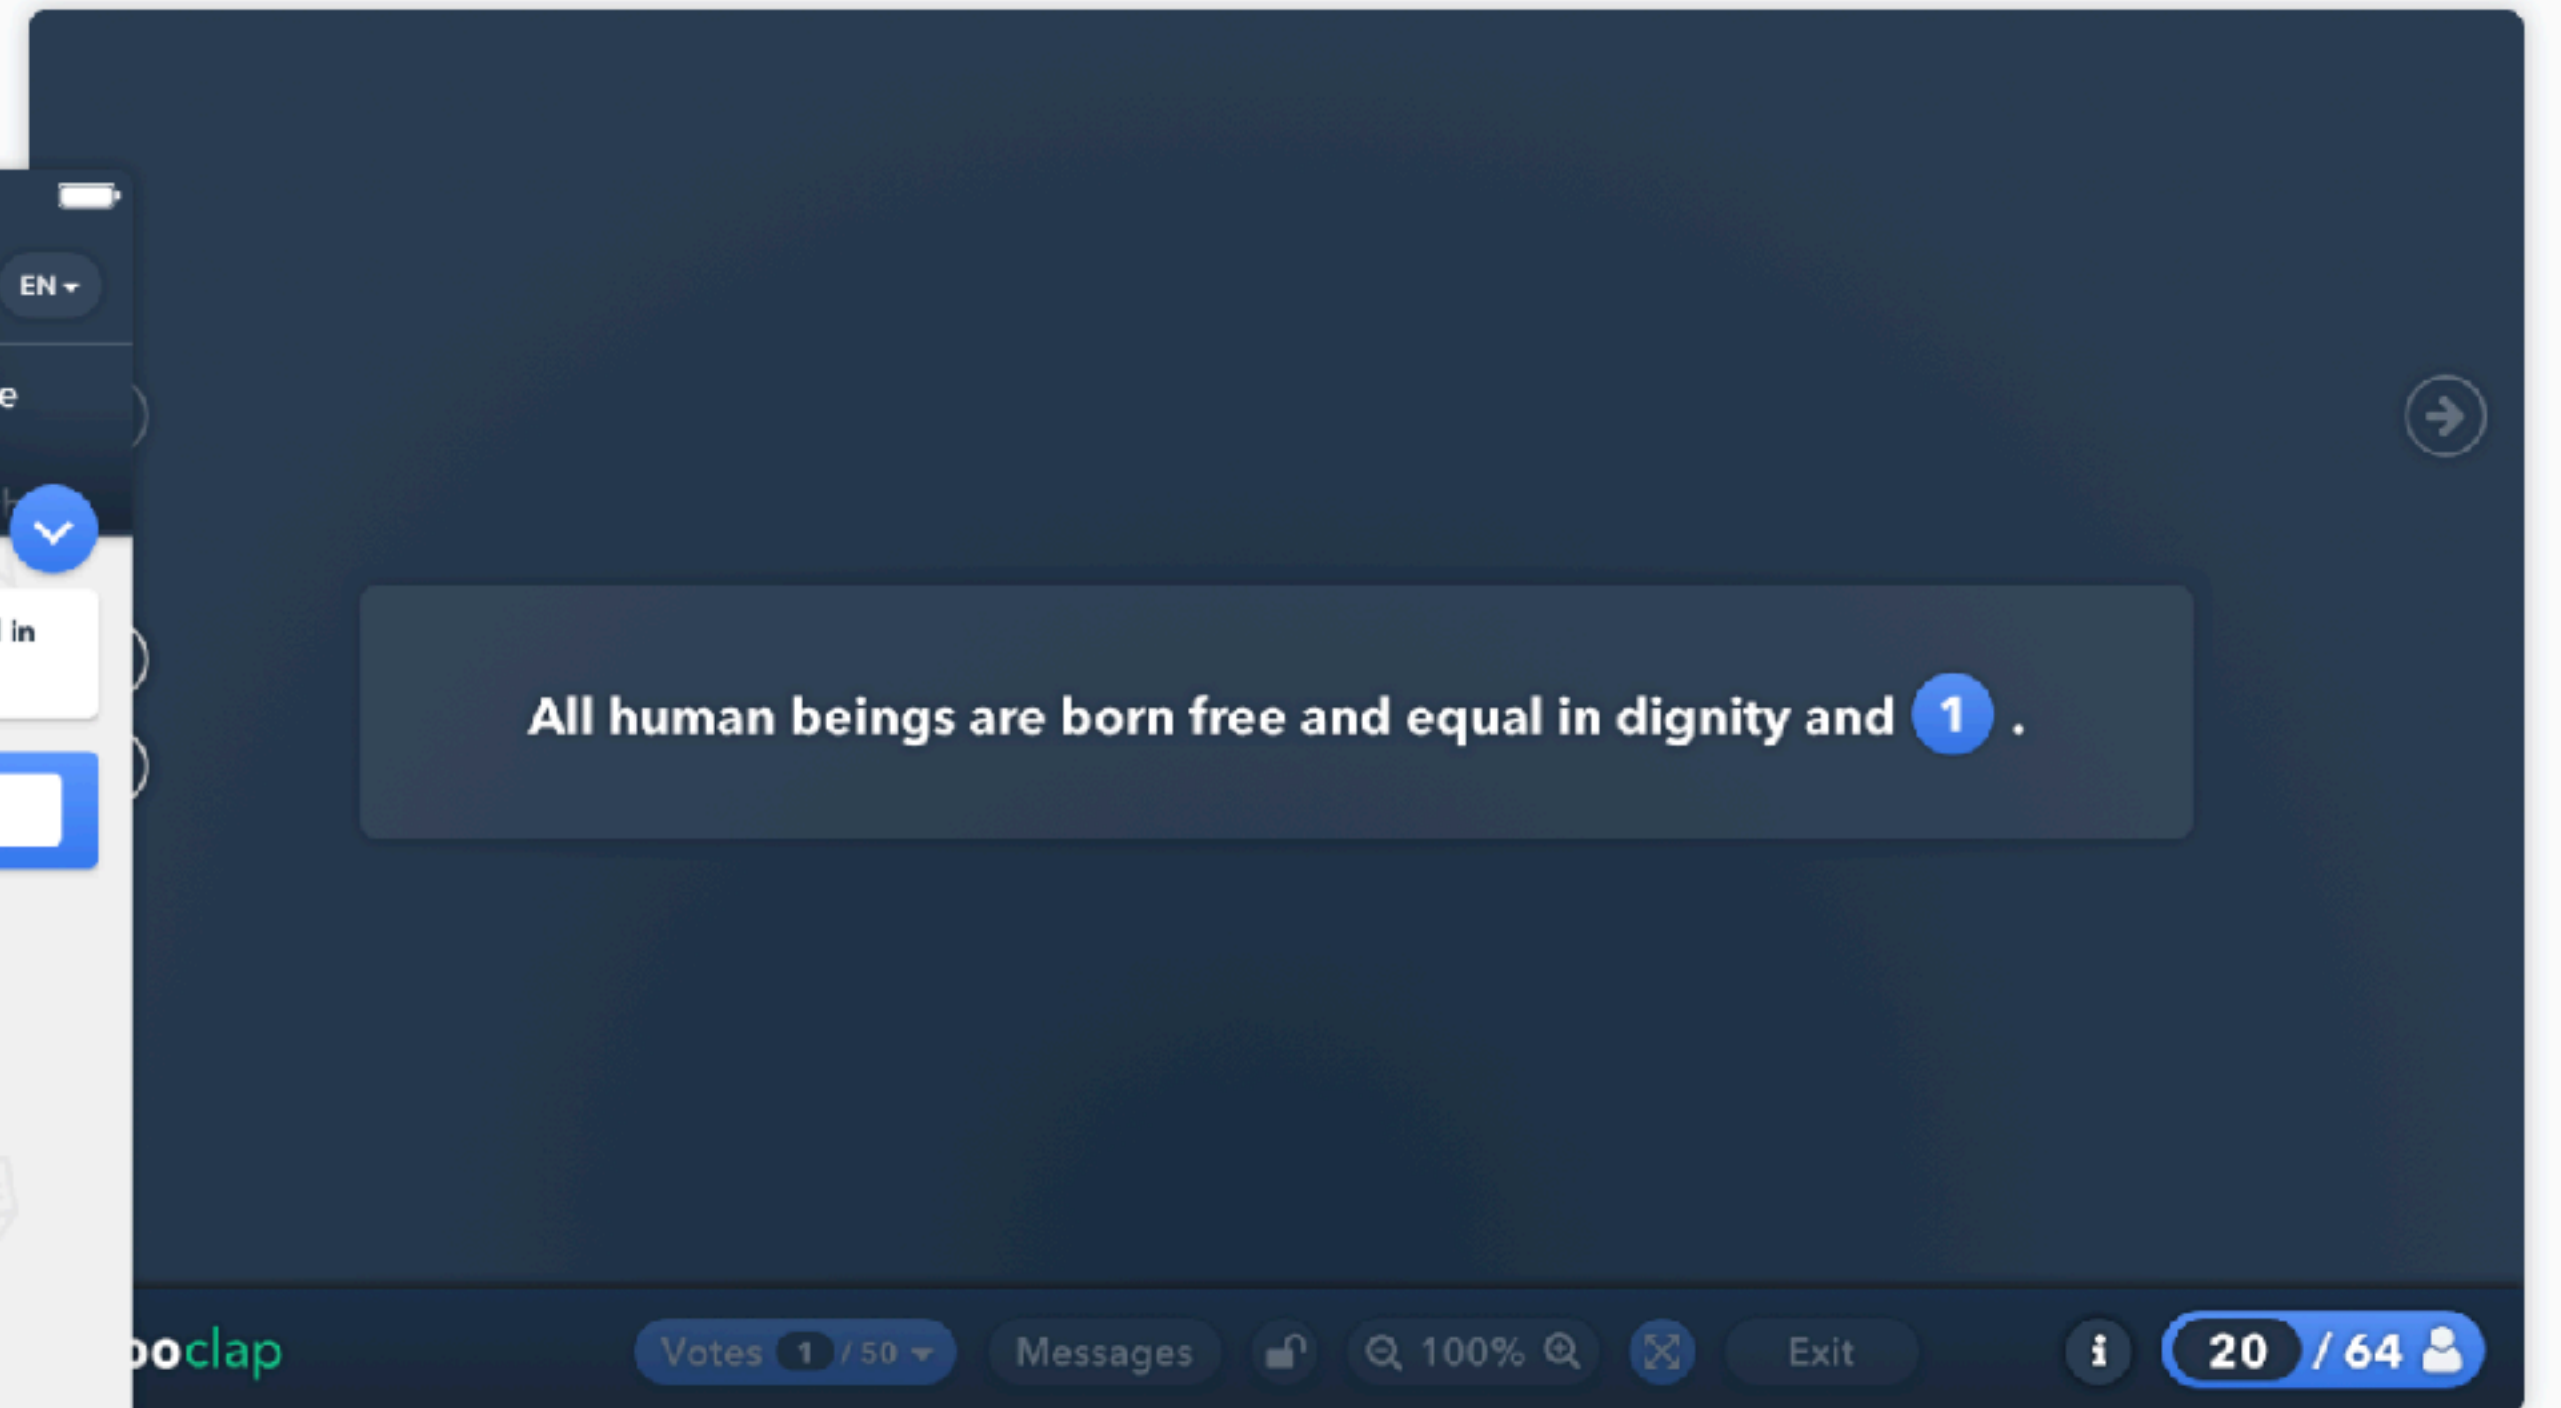 EN
e
in
All human beings are born free and equal in dignity and 1 .
ooclap
Votes 1 / 50
Messages
100%
Exit
i
20 / 64